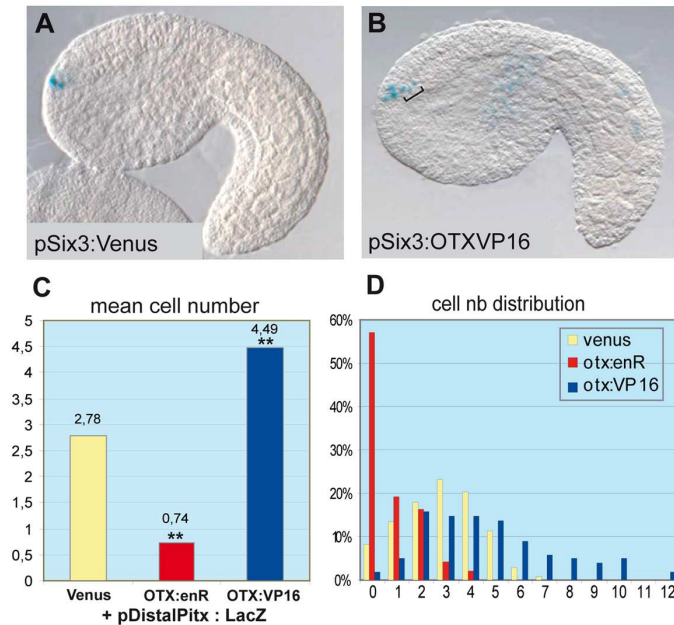 A
pSix3:Venus
B
pSix3:OTXVP16
C
mean cell number
5
4,5
4
3,5
3
2,5
2
1,5
1
0,5
0
2,78
0,74
**
4,49
**
Venus OTX:enR OTX:VP16
+ pDistalPitx : LacZ
D
cell nb distribution
60%
50%
40%
30%
20%
10%
0%
venus
otx:enR
otx:VP16
0 1 2 3 4 5 6 7 8 9 10 11 12